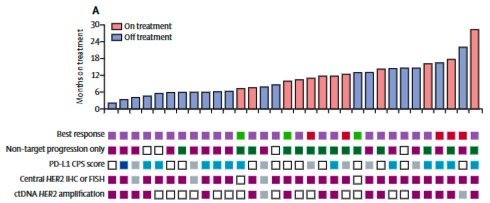 A
On treatment
Off treatment
Months on treatment
30
24
18
12
6
0
Best response
Non-target progression only
PD-L1 CPS score
Central HER2 IHC or FISH
ctDNA HER2 amplification